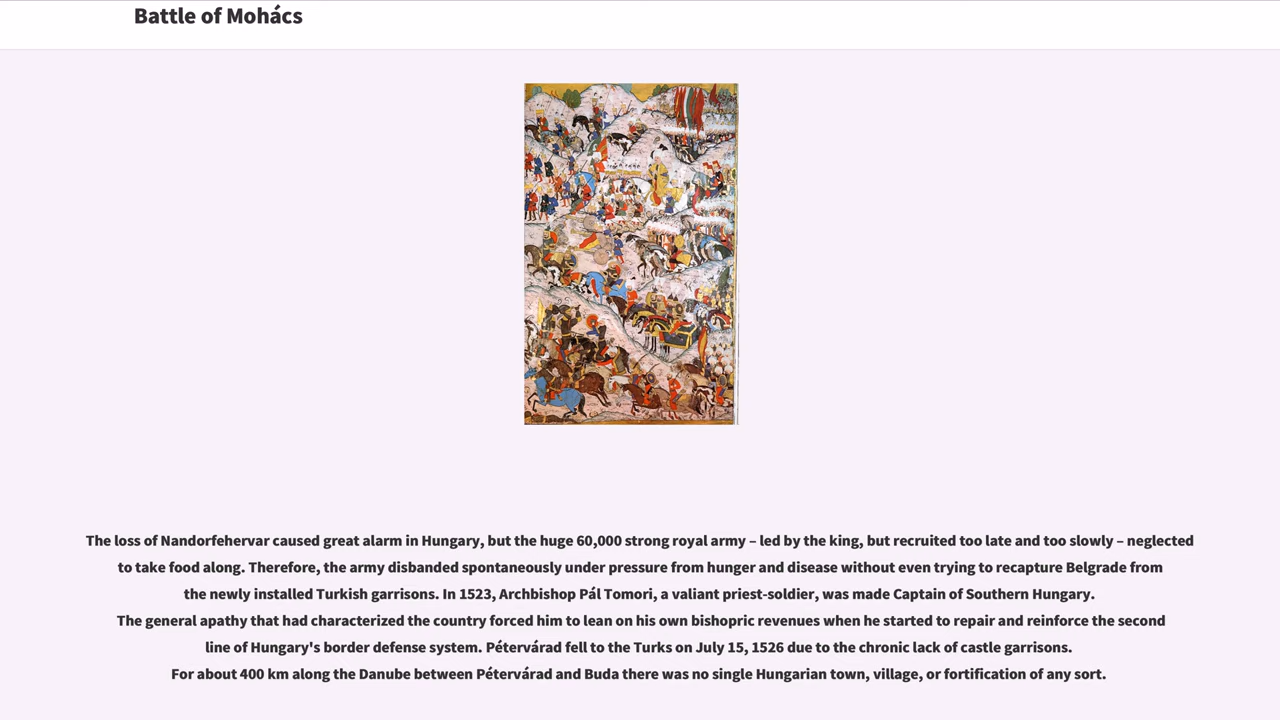 Battle of Mohács
The loss of Nandorfehervar caused great alarm in Hungary, but the huge 60,000 strong royal army – led by the king, but recruited too late and too slowly – neglected
to take food along. Therefore, the army disbanded spontaneously under pressure from hunger and disease without even trying to recapture Belgrade from
the newly installed Turkish garrisons. In 1523, Archbishop Pál Tomori, a valiant priest-soldier, was made Captain of Southern Hungary.
The general apathy that had characterized the country forced him to lean on his own bishopric revenues when he started to repair and reinforce the second
line of Hungary's border defense system. Pétervárad fell to the Turks on July 15, 1526 due to the chronic lack of castle garrisons.
For about 400 km along the Danube between Pétervárad and Buda there was no single Hungarian town, village, or fortification of any sort.